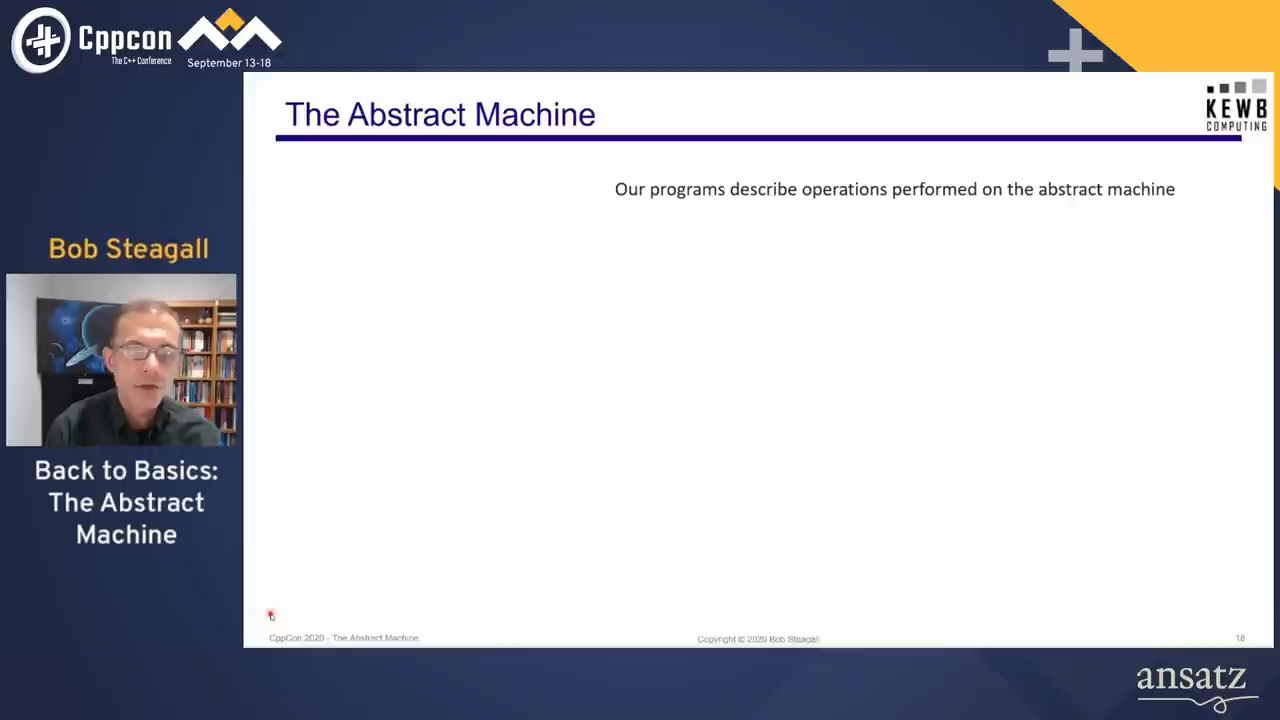 Cppcon
The C++ Conference
September 13-18
The Abstract Machine
KEWB
COMPUTING
Our programs describe operations performed on the abstract machine
Bob Steagall
Back to Basics:
The Abstract
Machine
CppCon 2020 - The Abstract Machine
Copyright © 2020 Bob Steagall
18
ansatz